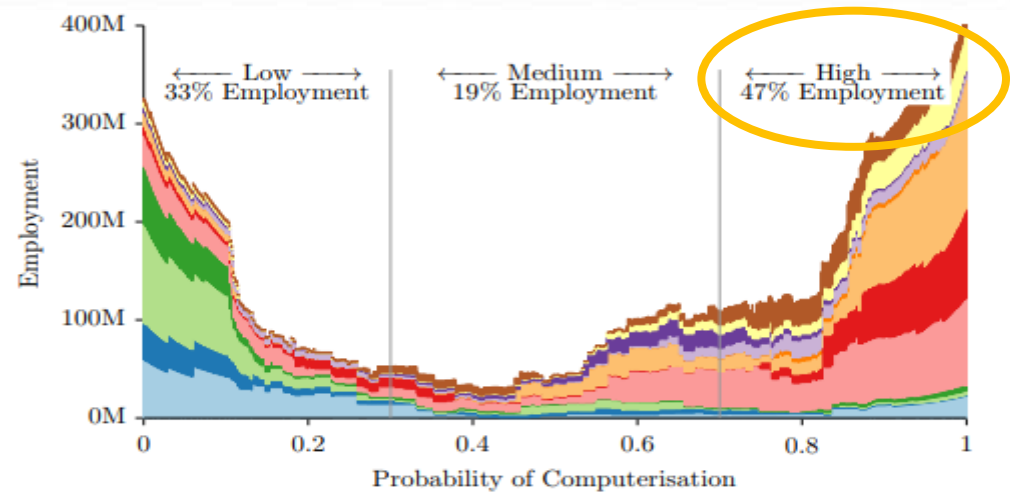 400M
300M
200M
100M
0M
Employment
← Low →
33% Employment
← Medium →
19% Employment
← High →
47% Employment
0 0.2 0.4 0.6 0.8 1
Probability of Computerisation